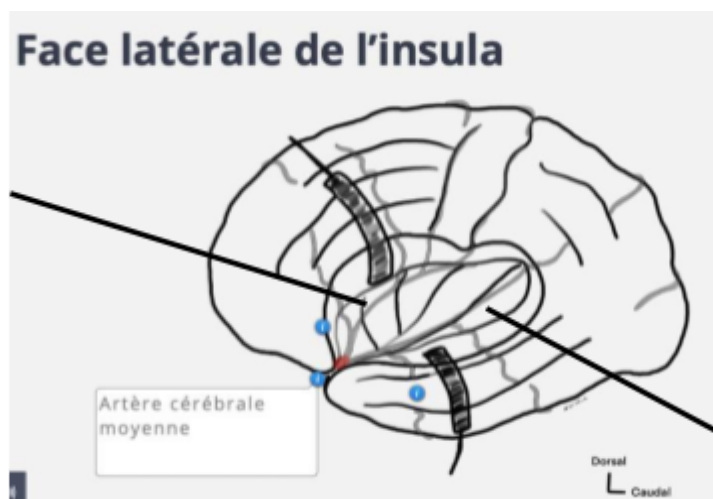 Face latérale de l'insula
Artère cérébrale
moyenne
Dorsal
Caudal